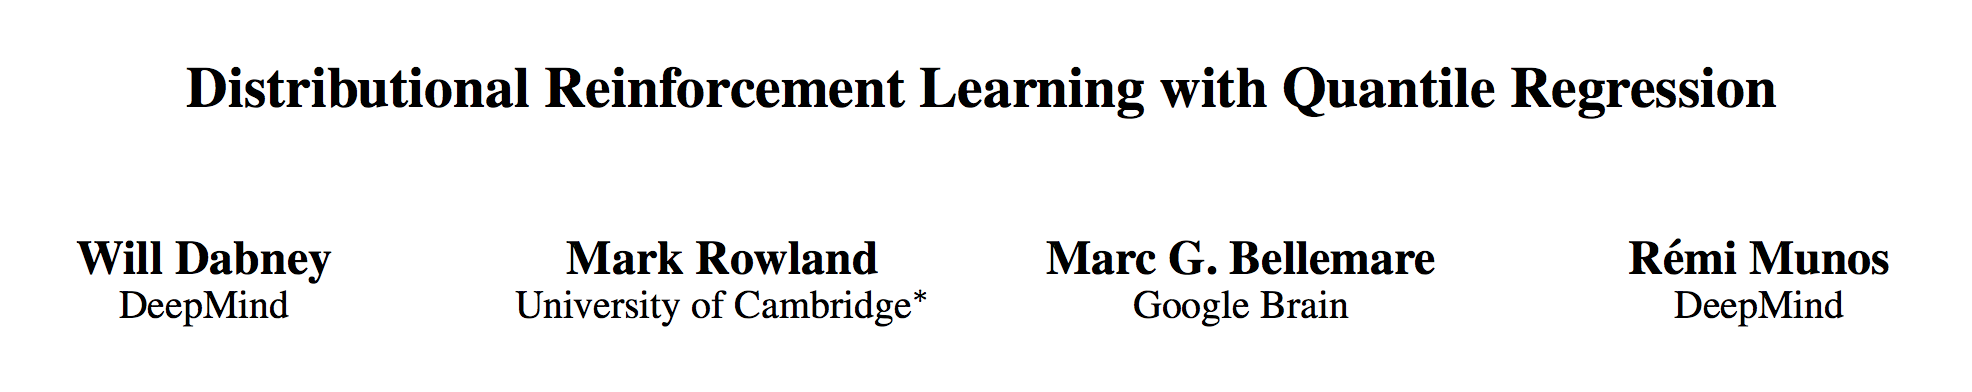 Distributional Reinforcement Learning with Quantile Regression
Will Dabney Mark Rowland Marc G. Bellemare Rémi Munos
DeepMind University of Cambridge* Google Brain DeepMind